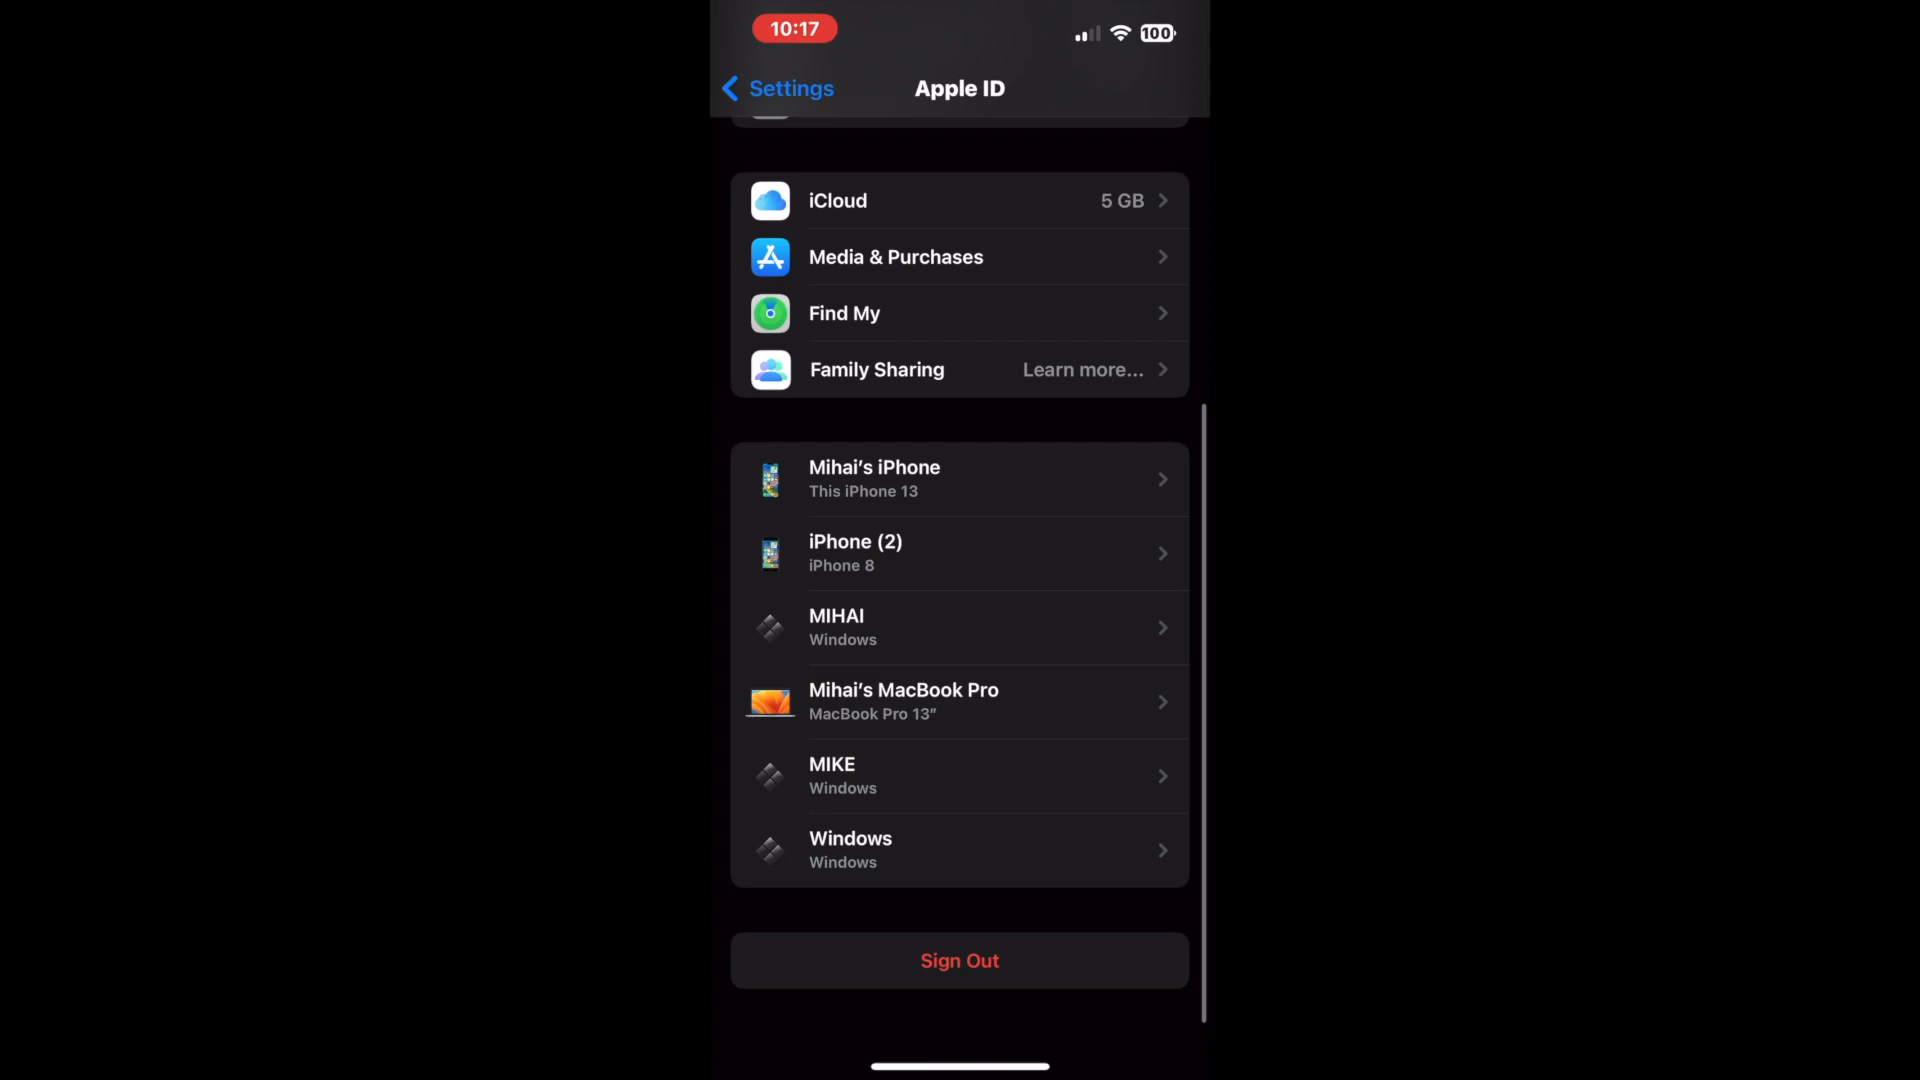 10:17
100
Settings
Apple ID
iCloud
5 GB
Media & Purchases
Find My
Family Sharing
Learn more...
Mihai’s iPhone
This iPhone 13
iPhone (2)
iPhone 8
MIHAI
Windows
Mihai’s MacBook Pro
MacBook Pro 13”
MIKE
Windows
Windows
Windows
Sign Out